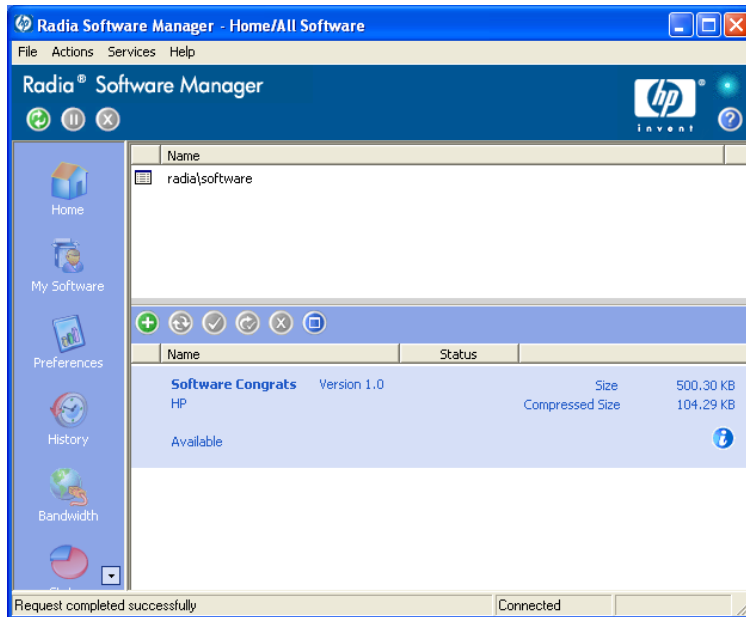 Radia Software Manager - Home/All Software
File Actions Services Help
Radia® Software Manager
hp ®
invent
Home
My Software
Preferences
History
Bandwidth
Name
radia\software
Name Status
Software Congrats Version 1.0 Size 500.30 KB
HP Compressed Size 104.29 KB
Available
Request completed successfully Connected